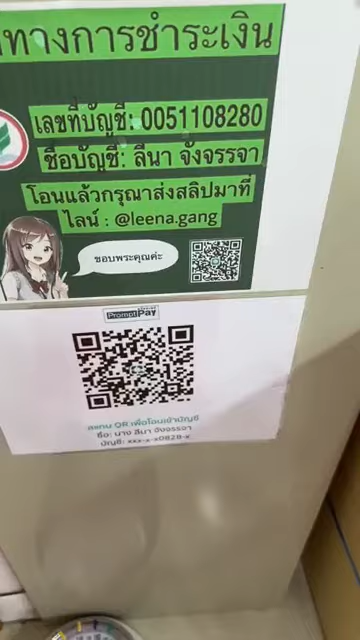 ทางการชำระเงิน
เลขที่บัญชี: 0051108280
ชื่อบัญชี: ลีนา จังจรรจา
โอนแล้วกรุณาส่งสลิปมาที่
ไลน์ : @leena.gang
ขอบพระคุณค่ะ
PromptPay
สแกน QR เพื่อโอนเข้าบัญชี
ชื่อ: นาง ลีนา จังจรรจา
บัญชี: xxx-x-x0828-x